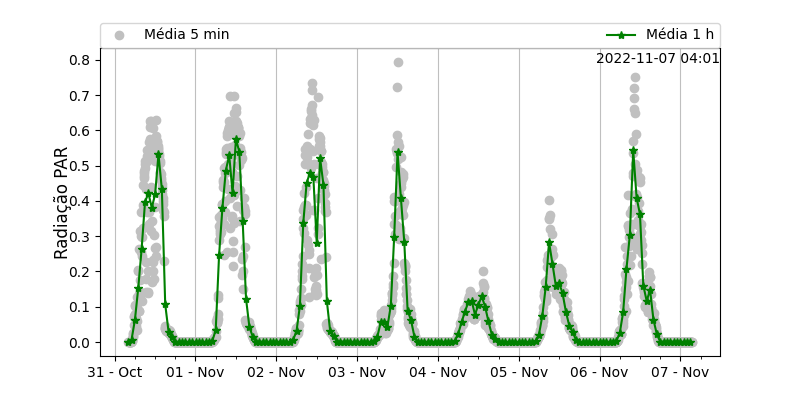 Média 5 min
Média 1 h
2022-11-07 04:01
Radiação PAR
0.8
0.7
0.6
0.5
0.4
0.3
0.2
0.1
0.0
31 - Oct
01 - Nov
02 - Nov
03 - Nov
04 - Nov
05 - Nov
06 - Nov
07 - Nov